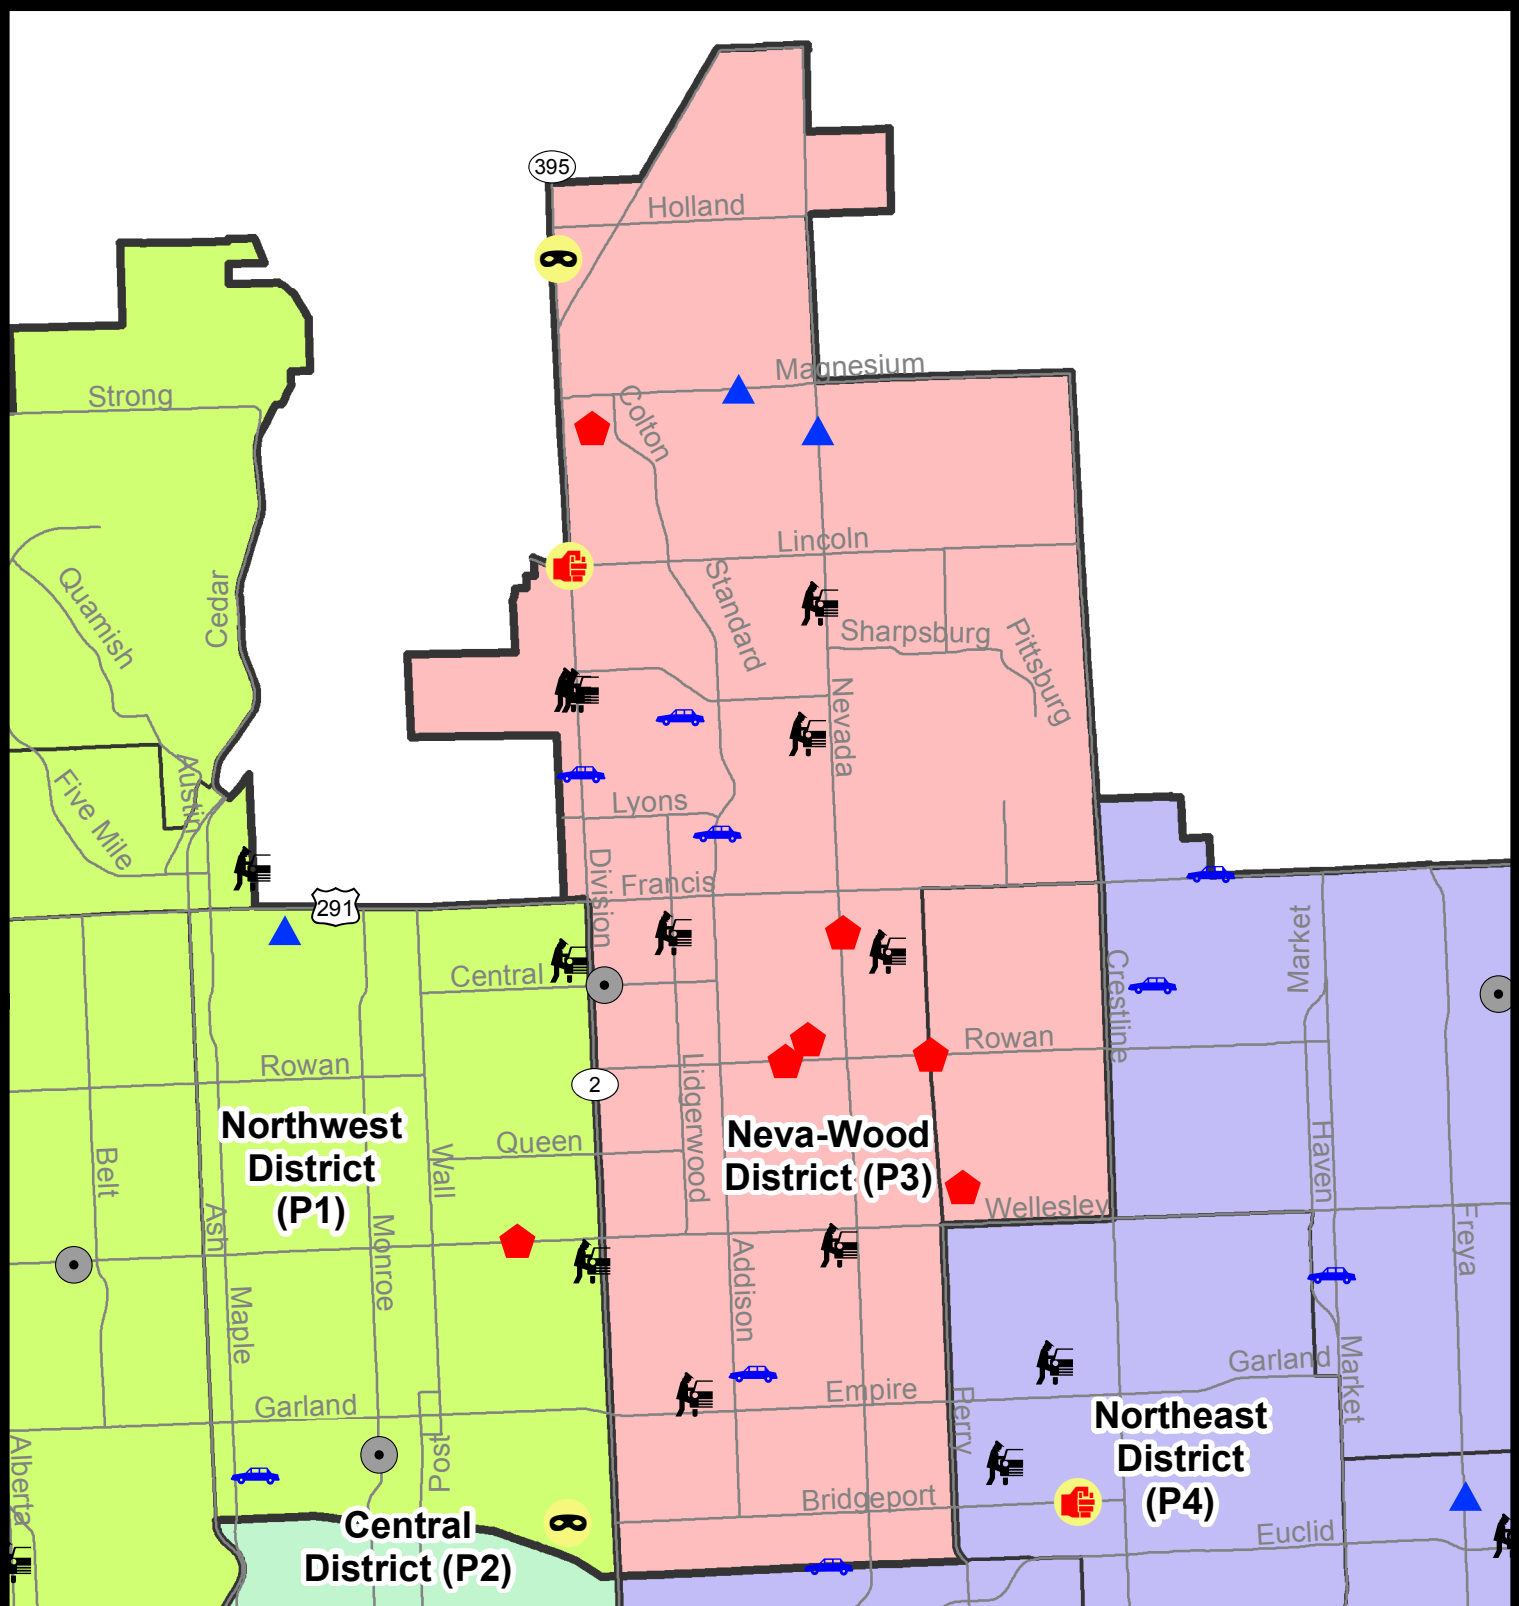 395
Holland
Magnesium
Strong
Colton
Lincoln
Standard
Quamish
Cedar
Sharpsburg
Pittsburg
Nevada
Austin
Five Mile
Lyons
Division
Francis
291
Central
Market
Crestline
Rowan
Rowan
2
Lidgerwood
Northwest
District
(P1)
Neva-Wood
District (P3)
Queen
Belt
Wall
Haven
Ash
Monroe
Wellesley
Freya
Addison
Maple
Garland
Market
Empire
Garland
Perry
Northeast
District
(P4)
Alberta
Post
Bridgeport
Central
District (P2)
Euclid